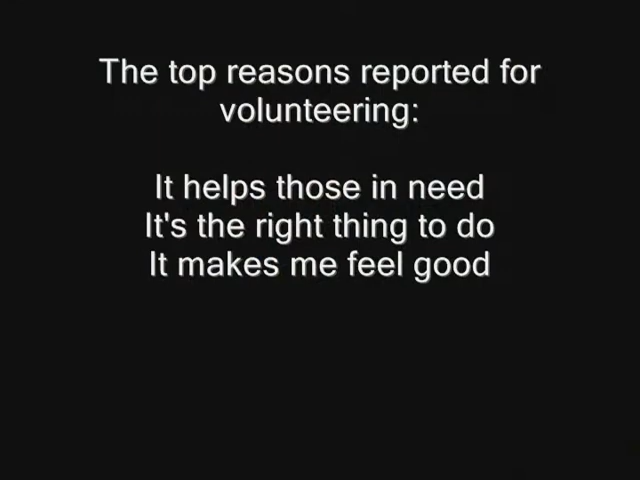 The top reasons reported for
volunteering:
It helps those in need
It's the right thing to do
It makes me feel good